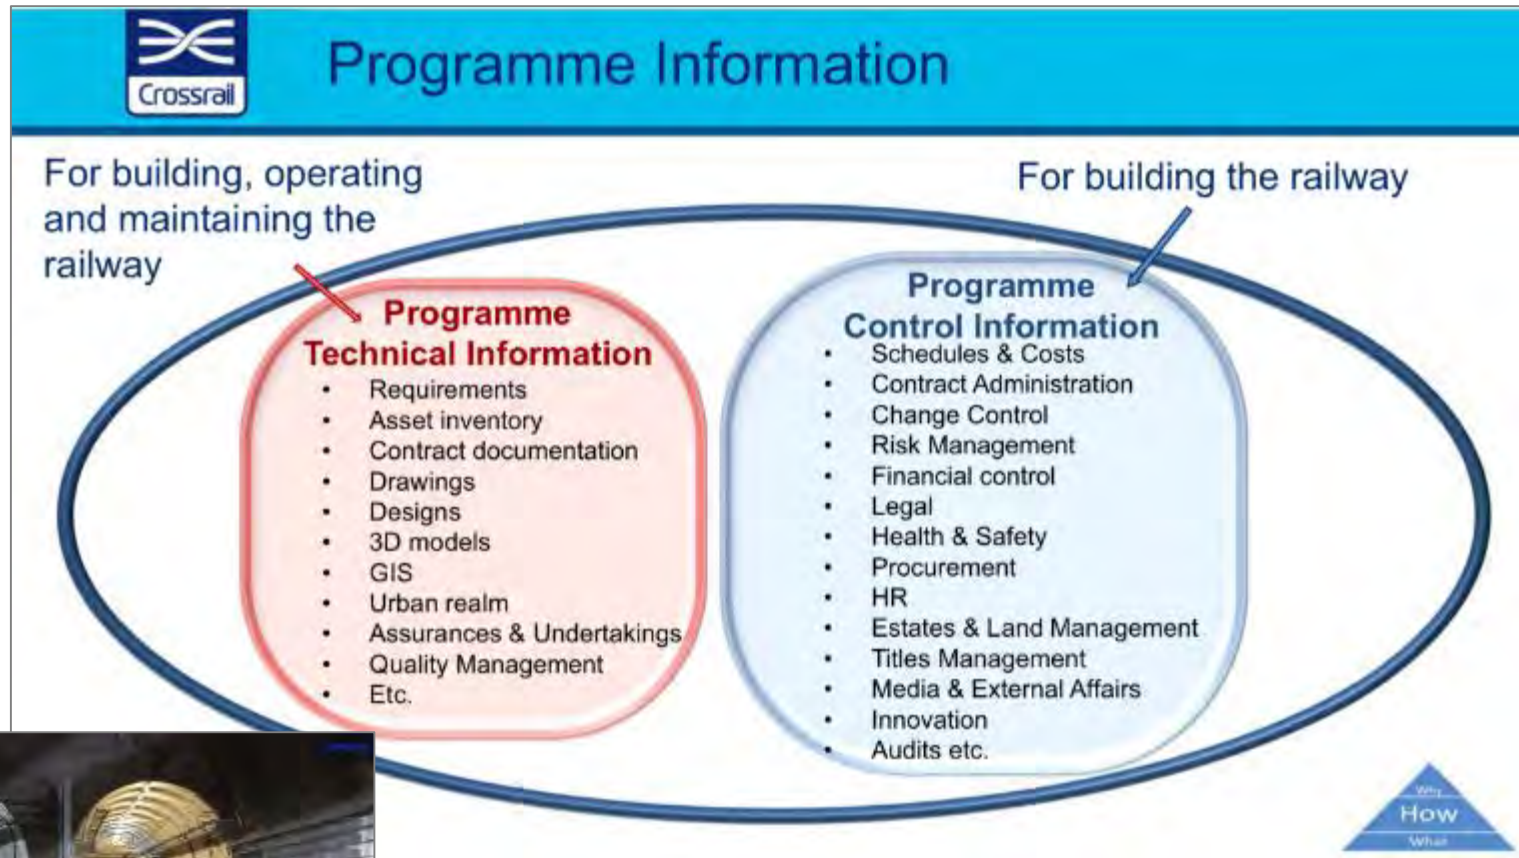 Crossrail
Programme Information
For building, operating
and maintaining the
railway
For building the railway
Programme
Technical Information
• Requirements
• Asset inventory
• Contract documentation
• Drawings
• Designs
• 3D models
• GIS
• Urban realm
• Assurances & Undertakings
• Quality Management
• Etc.
Programme
Control Information
• Schedules & Costs
• Contract Administration
• Change Control
• Risk Management
• Financial control
• Legal
• Health & Safety
• Procurement
• HR
• Estates & Land Management
• Titles Management
• Media & External Affairs
• Innovation
• Audits etc.
Why
How
What